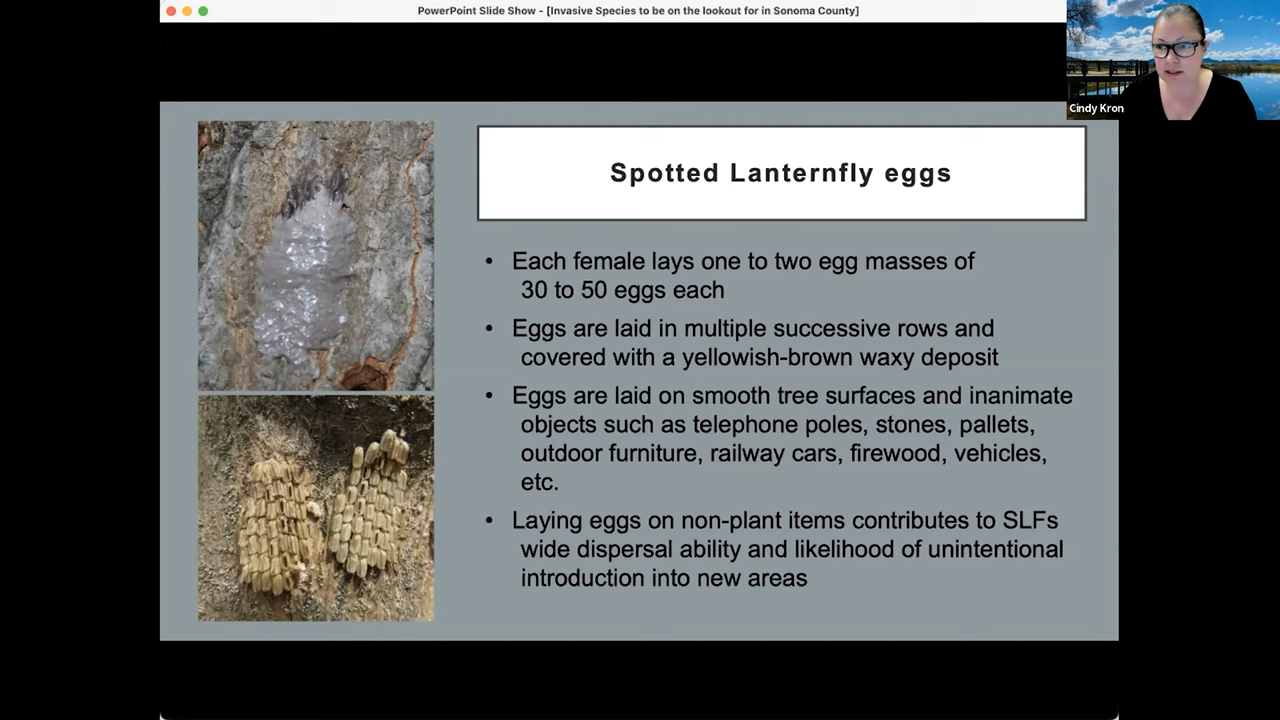 PowerPoint Slide Show - [Invasive Species to be on the lookout for in Sonoma County]
Cindy Kron
Spotted Lanternfly eggs
• Each female lays one to two egg masses of
30 to 50 eggs each
• Eggs are laid in multiple successive rows and
covered with a yellowish-brown waxy deposit
• Eggs are laid on smooth tree surfaces and inanimate
objects such as telephone poles, stones, pallets,
outdoor furniture, railway cars, firewood, vehicles,
etc.
• Laying eggs on non-plant items contributes to SLFs
wide dispersal ability and likelihood of unintentional
introduction into new areas